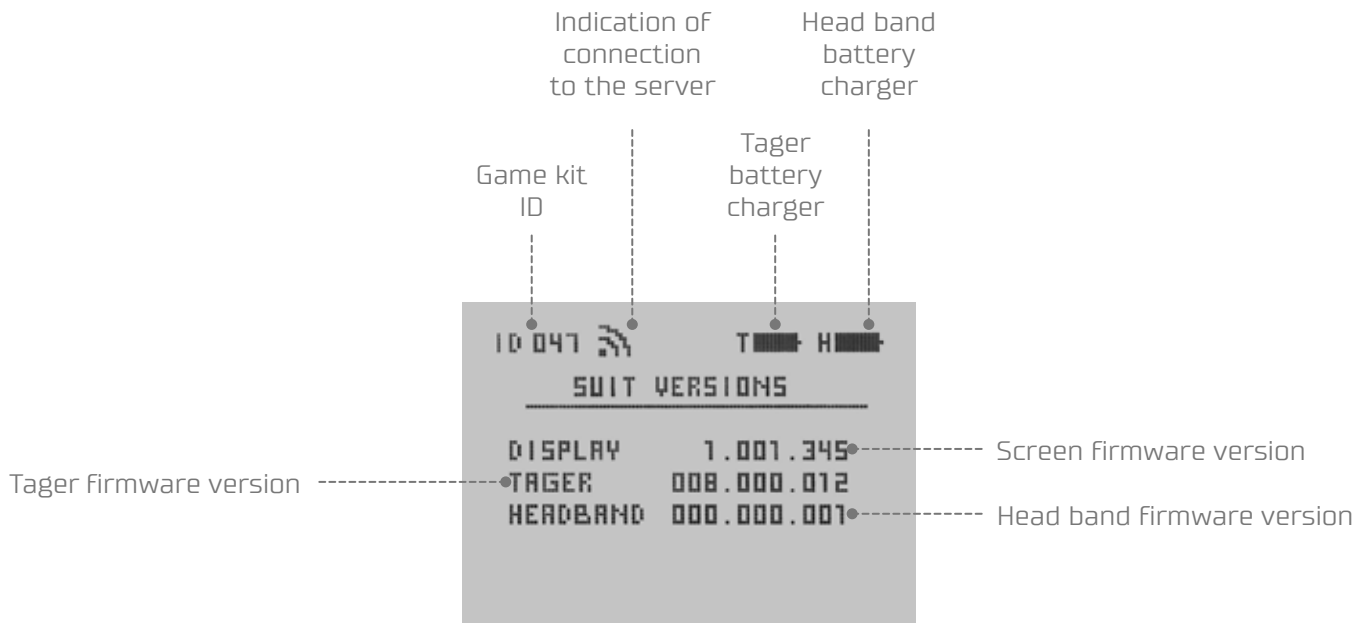 Indication of
connection
to the server
Head band
battery
charger
Game kit
ID
Tager
battery
charger
ID 047 T H
SUIT VERSIONS
DISPLAY 1.001.345
TAGER 008.000.012
HEADBAND 000.000.001
Tager firmware version
Screen firmware version
Head band firmware version